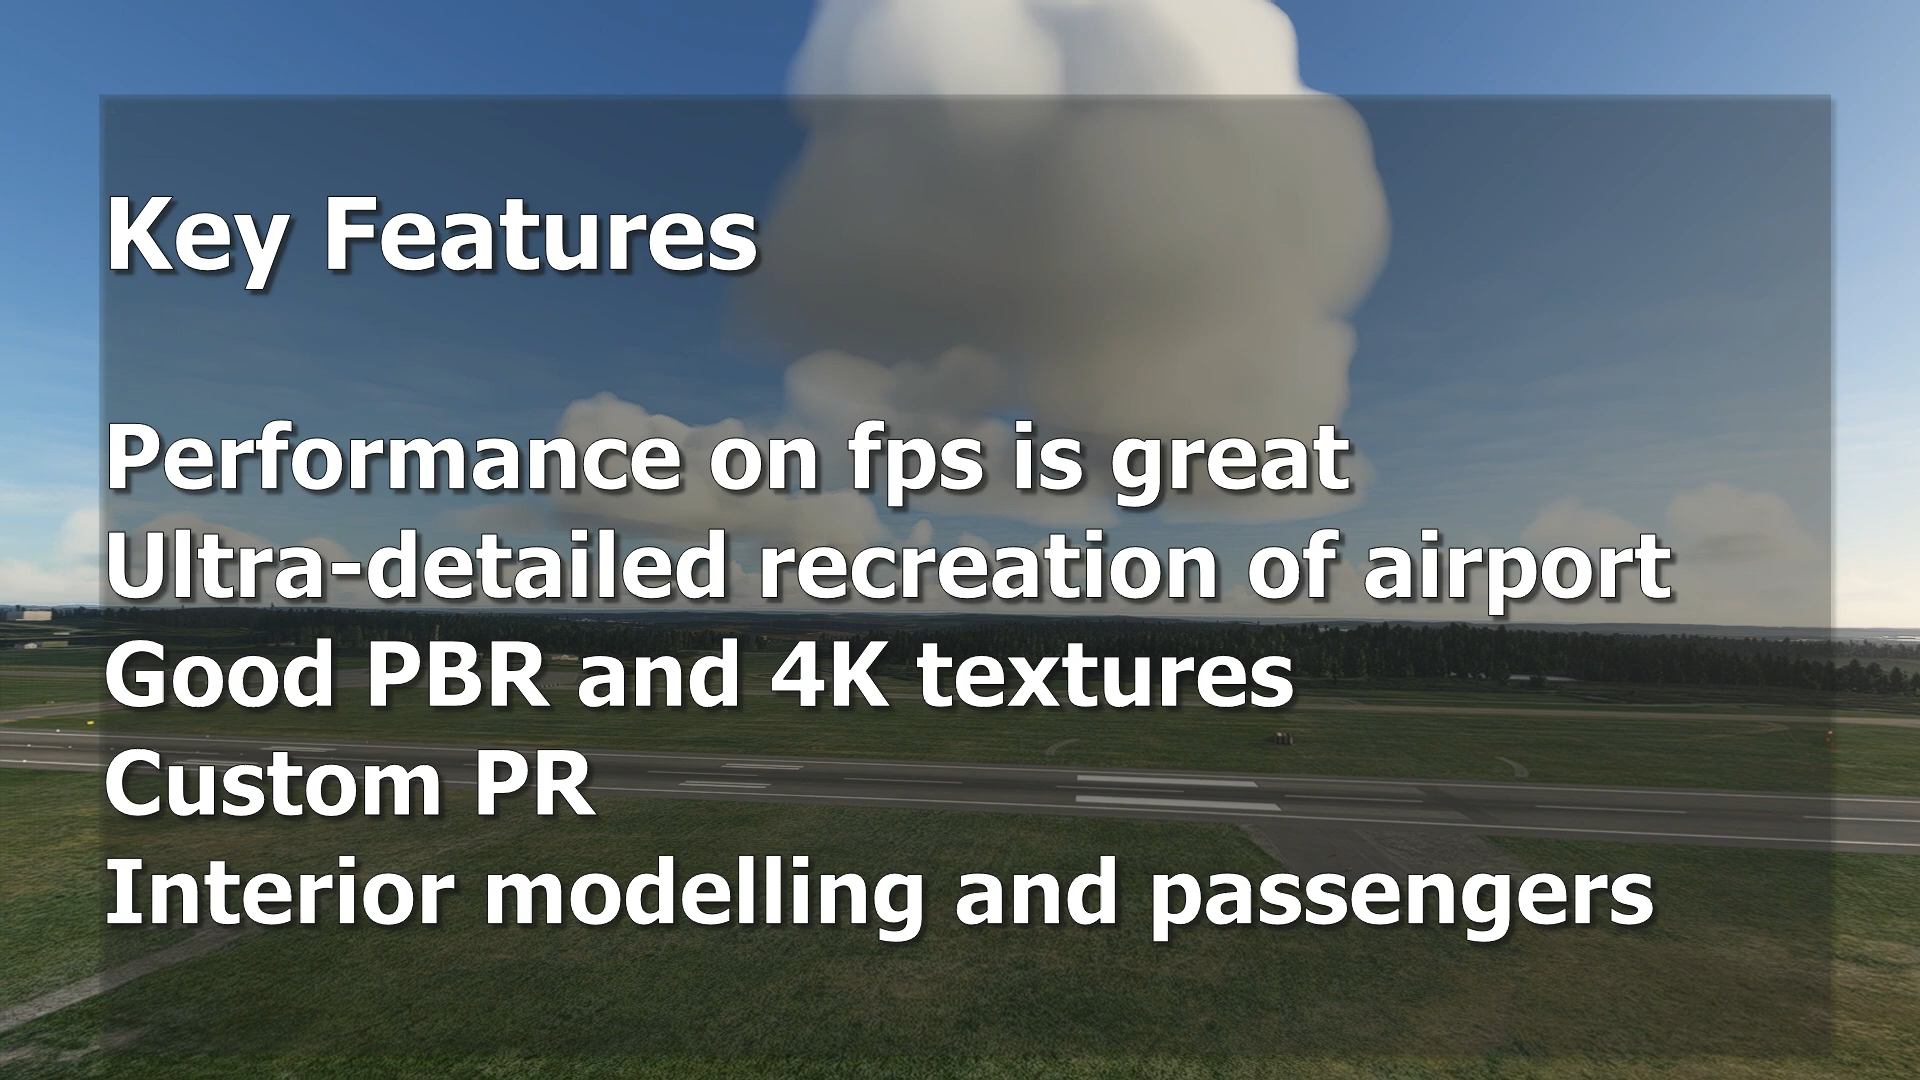 Key Features
Performance on fps is great
Ultra-detailed recreation of airport
Good PBR and 4K textures
Custom PR
Interior modelling and passengers